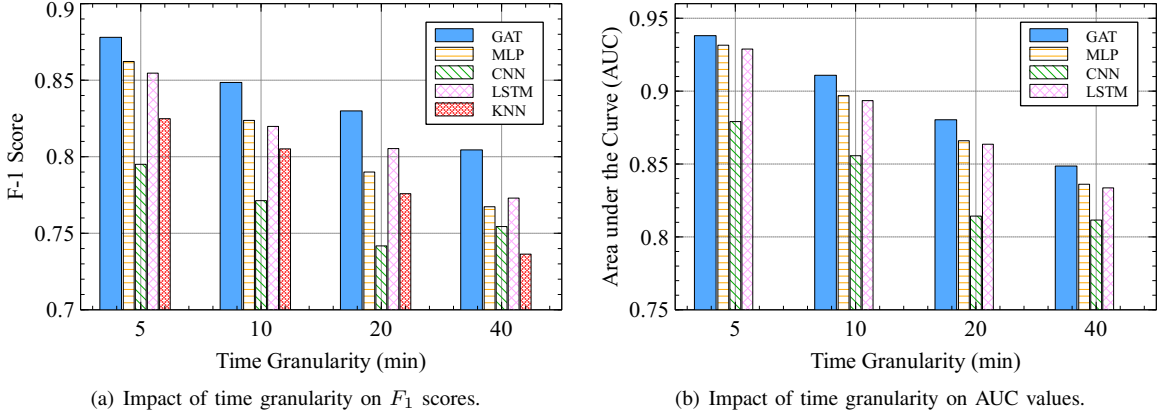 0.9
0.85
0.8
0.75
0.7
F-1 Score
GAT
MLP
CNN
LSTM
KNN
5 10 20 40
Time Granularity (min)
(a) Impact of time granularity on F1 scores.
0.95
0.9
0.85
0.8
0.75
Area under the Curve (AUC)
GAT
MLP
CNN
LSTM
5 10 20 40
Time Granularity (min)
(b) Impact of time granularity on AUC values.